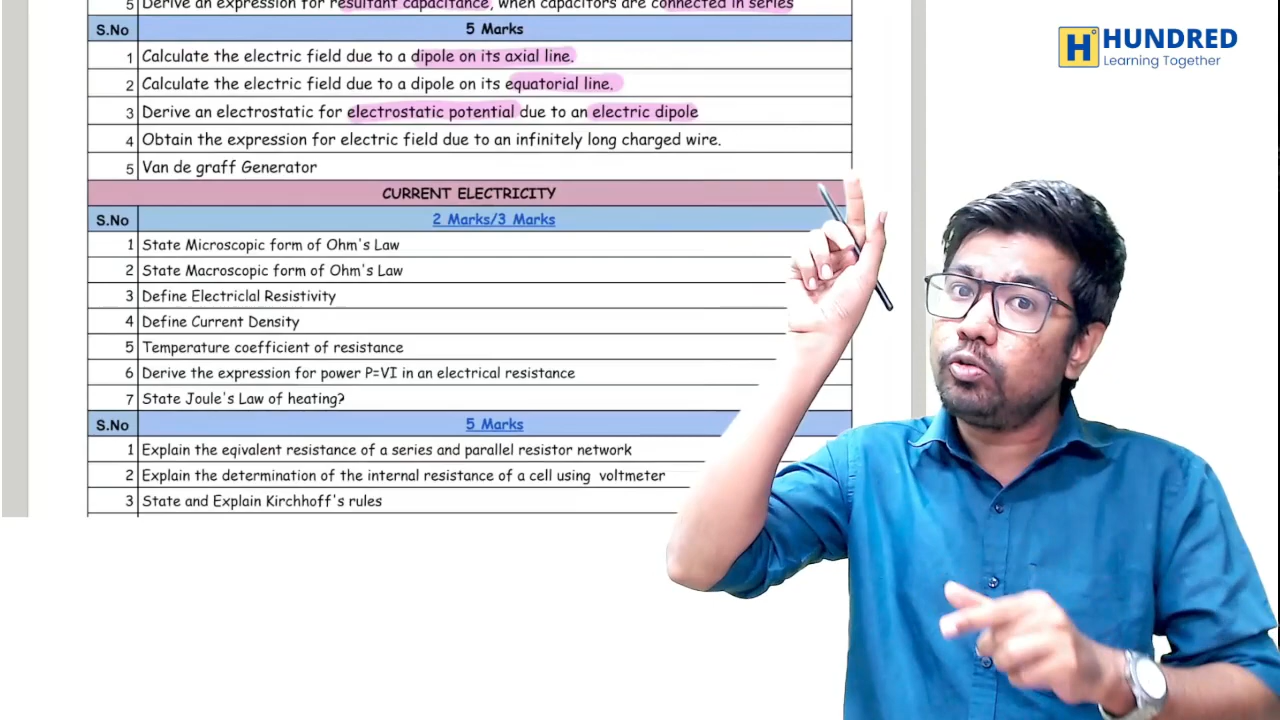 5 Derive an expression for resultant capacitance, when capacitors are connected in series
S.No 5 Marks
1 Calculate the electric field due to a dipole on its axial line.
2 Calculate the electric field due to a dipole on its equatorial line.
3 Derive an electrostatic for electrostatic potential due to an electric dipole
4 Obtain the expression for electric field due to an infinitely long charged wire.
5 Van de graff Generator
CURRENT ELECTRICITY
S.No 2 Marks/3 Marks
1 State Microscopic form of Ohm's Law
2 State Macroscopic form of Ohm's Law
3 Define Electriclal Resistivity
4 Define Current Density
5 Temperature coefficient of resistance
6 Derive the expression for power P=VI in an electrical resistance
7 State Joule's Law of heating?
S.No 5 Marks
1 Explain the eqivalent resistance of a series and parallel resistor network
2 Explain the determination of the internal resistance of a cell using voltmeter
3 State and Explain Kirchhoff's rules
H HUNDRED
Learning Together